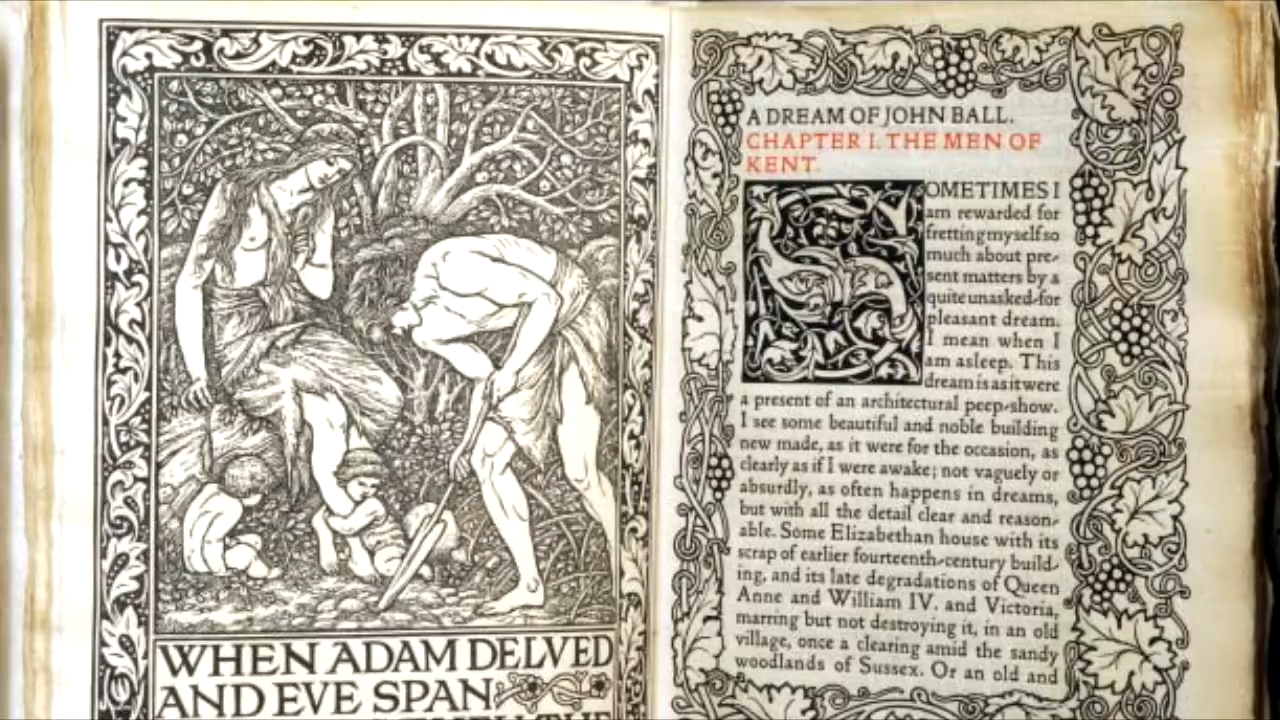 WHEN ADAM DELVED
AND EVE SPAN
A DREAM OF JOHN BALL.
CHAPTER I. THE MEN OF
KENT.
SOMETIMES I
am rewarded for
fretting myself so
much about pre-
sent matters by a
quite unasked-for
pleasant dream.
I mean when I
am asleep. This
dream is as it were
a present of an architectural peep-show.
I see some beautiful and noble building
new made, as it were for the occasion, as
clearly as if I were awake; not vaguely or
absurdly, as often happens in dreams,
but with all the detail clear and reason-
able. Some Elizabethan house with its
scrap of earlier fourteenth-century build-
ing, and its late degradations of Queen
Anne and William IV. and Victoria,
marring but not destroying it, in an old
village, once a clearing amid the sandy
woodlands of Sussex. Or an old and